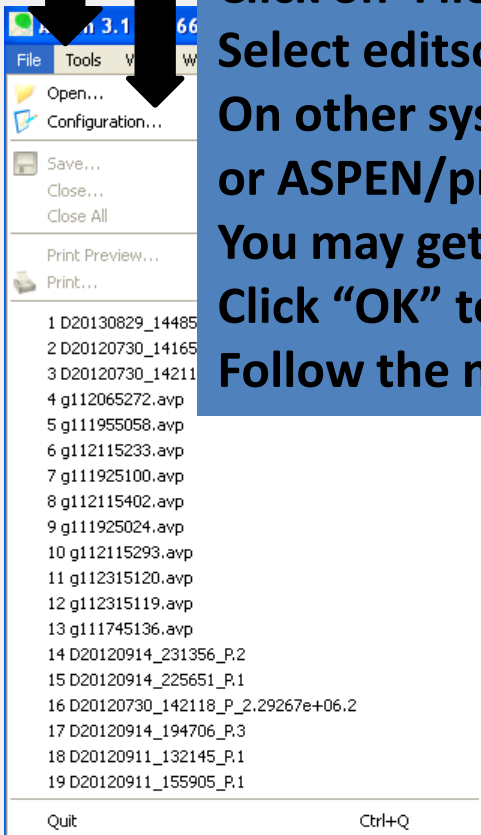 Select editsc
On other sys
or ASPEN/pr
You may get
Click “OK” to
Follow the n
3.1 66
File Tools V W
Open...
Configuration...
Save...
Close...
Close All
Print Preview...
Print...
1 D20130829_14485
2 D20120730_14165
3 D20120730_14211
4 g112065272.avp
5 g111955058.avp
6 g112115233.avp
7 g111925100.avp
8 g112115402.avp
9 g111925024.avp
10 g112115293.avp
11 g112315120.avp
12 g112315119.avp
13 g111745136.avp
14 D20120914_231356_P.2
15 D20120914_225651_P.1
16 D20120730_142118_P_2.29267e+06.2
17 D20120914_194706_P.3
18 D20120911_132145_P.1
19 D20120911_155905_P.1
Quit Ctrl+Q